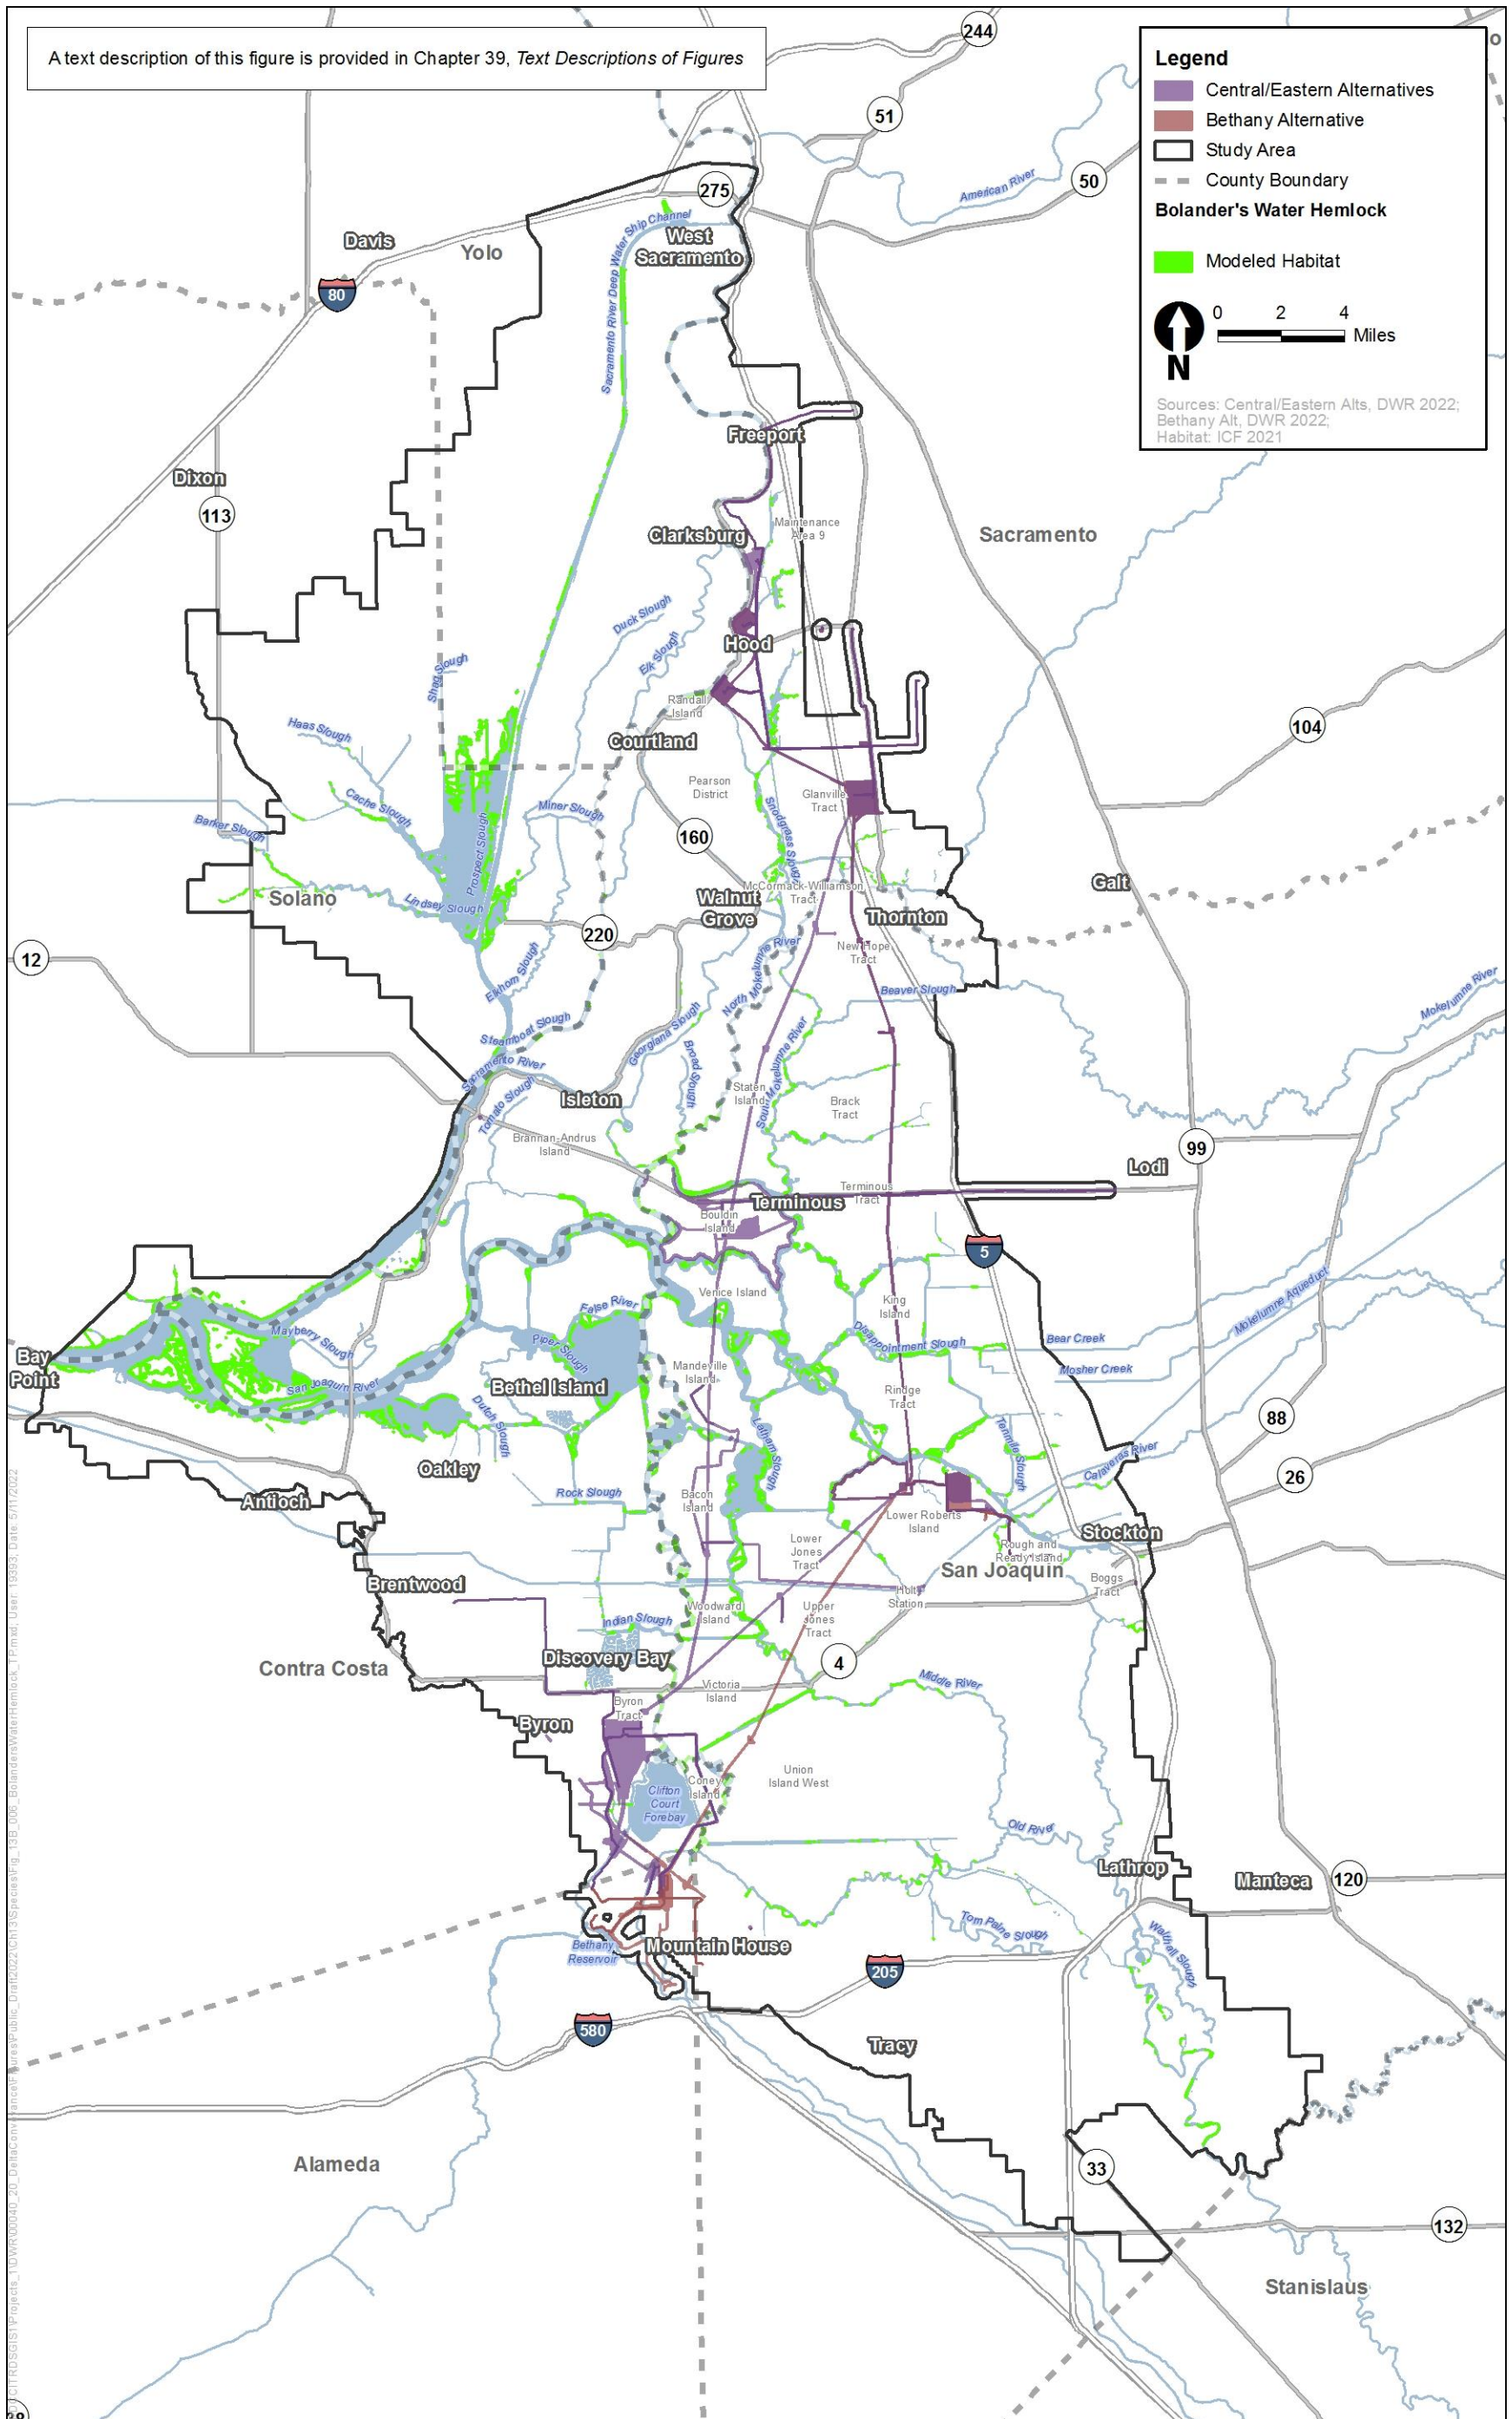 A text description of this figure is provided in Chapter 39, Text Descriptions of Figures
Legend
Central/Eastern Alternatives
Bethany Alternative
Study Area
County Boundary
Bolander's Water Hemlock
Modeled Habitat
0 2 4
Miles
N
Sources: Central/Eastern Alts, DWR 2022;
Bethany Alt, DWR 2022;
Habitat: ICF 2021
244
51
50
American River
275
Sacramento River Deep Water Ship Channel
West
Sacramento
Davis
Yolo
80
Freeport
Dixon
113
Clarksburg
Maintenance
Area 9
Sacramento
Duck Slough
Elk Slough
Hood
Shag Slough
Randall
Island
Haas Slough
Courtland
104
Pearson
District
Glanville
Tract
Cache Slough
Miner Slough
Snodgrass Slough
Barker Slough
160
Prospect Slough
Galt
Solano
Lindsey Slough
McCormack-Williamson
Tract
Walnut
Grove
Thornton
220
12
North Mokelumne River
New Hope
Tract
Elkhorn Slough
Beaver Slough
Mokelumne River
Steamboat Slough
Georgiana Slough
Sacramento River
Broad Slough
South Mokelumne River
Tomato Slough
Isleton
Staten
Island
Brack
Tract
Brannan-Andrus
Island
99
Lodi
Terminous
Tract
Terminous
Bouldin
Island
5
Venice Island
King
Island
Mokelumne Aqueduct
False River
Mayberry Slough
Piper Slough
Disappointment Slough
Bear Creek
Mosher Creek
Bay
Point
San Joaquin River
Bethel Island
Mandeville
Island
Rindge
Tract
88
Dutch Slough
Latham Slough
Tenmile Slough
Oakley
Calaveras River
26
Antioch
Rock Slough
Bacon
Island
Lower Roberts
Island
Stockton
Lower
Jones
Tract
Rough and
Ready Island
San Joaquin
Boggs
Tract
Brentwood
Holt
Station
Woodward
Island
Upper
Jones
Tract
Indian Slough
Discovery Bay
4
Contra Costa
Middle River
Victoria
Island
Byron
Tract
Byron
Union
Island West
Coney
Island
Clifton
Court
Forebay
Old River
Lathrop
Manteca
120
Tom Paine Slough
Walthall Slough
Bethany
Reservoir
Mountain House
205
580
Tracy
Alameda
33
132
Stanislaus